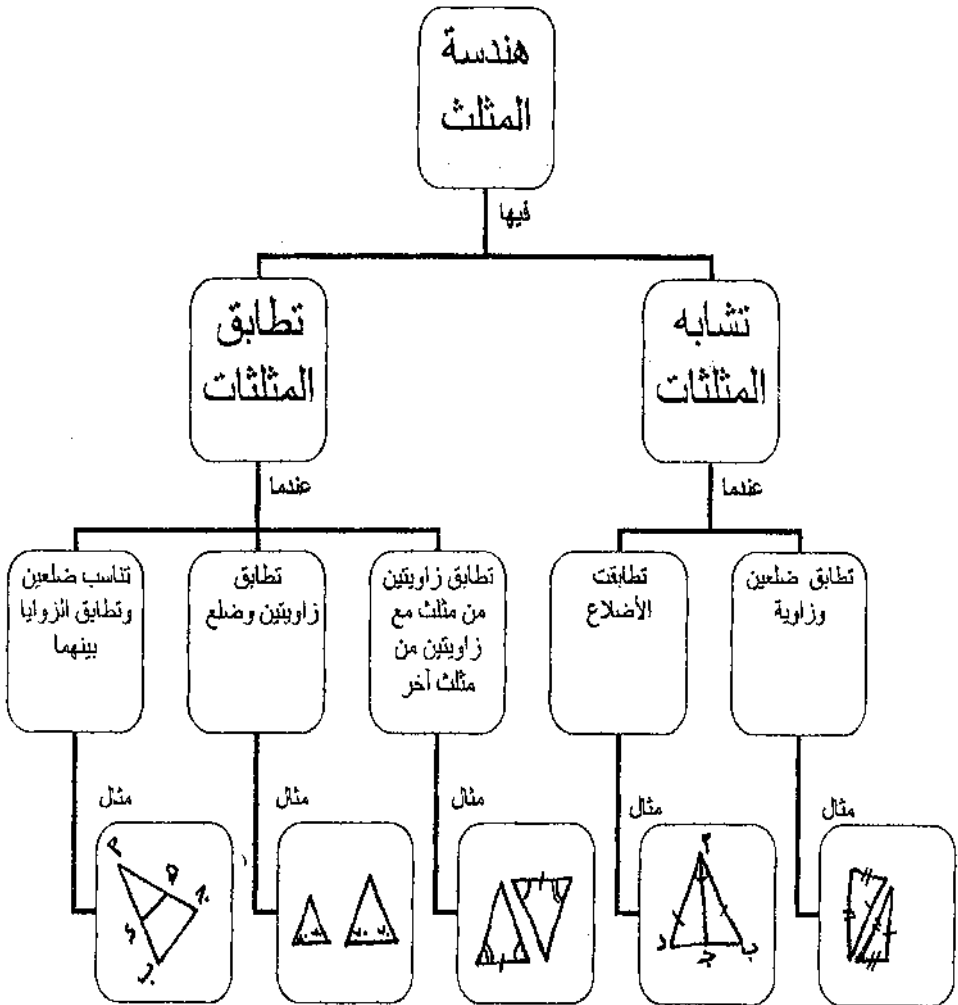 هندسة
المثلث
فيها
تشابه
المثلثات
تطابق
المثلثات
عندما
عندما
تطابق ضلعين
وزاوية
تطابقت
الأضلاع
تطابق زاويتين
من مثلث مع
زاويتين من
مثلث آخر
تطابق
زاويتين وضلع
تناسب ضلعين
وتطابق الزوايا
بينهما
مثال
مثال
مثال
مثال
مثال
د
ج
ب
ب